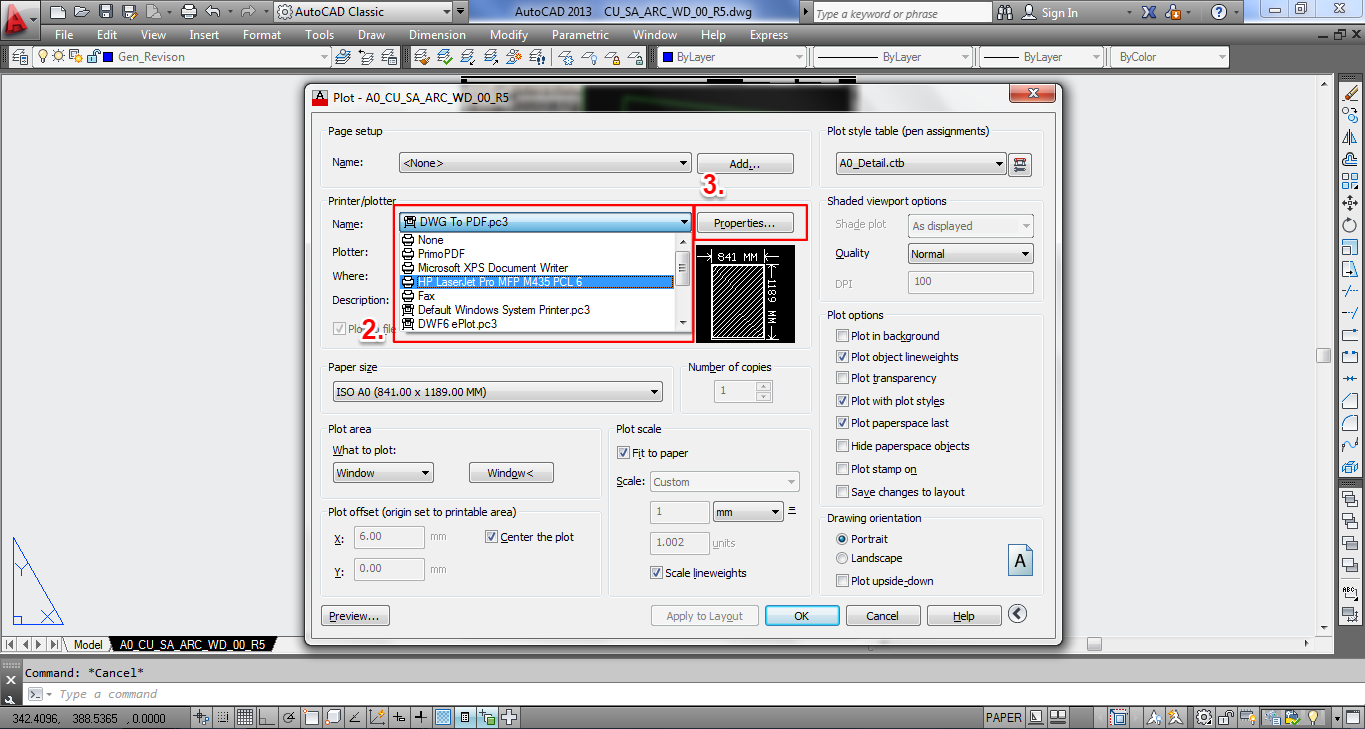 AutoCAD Classic
AutoCAD 2013 CU_SA_ARC_WD_00_R5.dwg
Type a keyword or phrase
Sign In
File Edit View Insert Format Tools Draw Dimension Modify Parametric Window Help Express
Gen_Revison
ByLayer
ByLayer
ByLayer
ByColor
Plot - A0_CU_SA_ARC_WD_00_R5
Page setup
Name: <None> Add...
3.
Printer/plotter
Name: DWG To PDF.pc3 Properties...
None
PrimoPDF
Microsoft XPS Document Writer
HP LaserJet Pro MFP M435 PCL 6
Fax
Default Windows System Printer.pc3
DWF6 ePlot.pc3
Plotter:
Where:
Description:
2.
841 MM
1189 MM
Paper size
ISO A0 (841.00 x 1189.00 MM)
Number of copies
1
Plot area
What to plot:
Window Window<
Plot offset (origin set to printable area)
X: 6.00 mm
Center the plot
Y: 0.00 mm
Plot scale
Fit to paper
Scale: Custom
1 mm =
1.002 units
Scale lineweights
Plot style table (pen assignments)
A0_Detail.ctb
Shaded viewport options
Shade plot As displayed
Quality Normal
DPI 100
Plot options
Plot in background
Plot object lineweights
Plot transparency
Plot with plot styles
Plot paperspace last
Hide paperspace objects
Plot stamp on
Save changes to layout
Drawing orientation
Portrait
Landscape
Plot upside-down
A
Preview... Apply to Layout OK Cancel Help
Y
X
Model A0_CU_SA_ARC_WD_00_R5
Command: *Cancel*
Type a command
342.4096, 388.5365 , 0.0000
PAPER